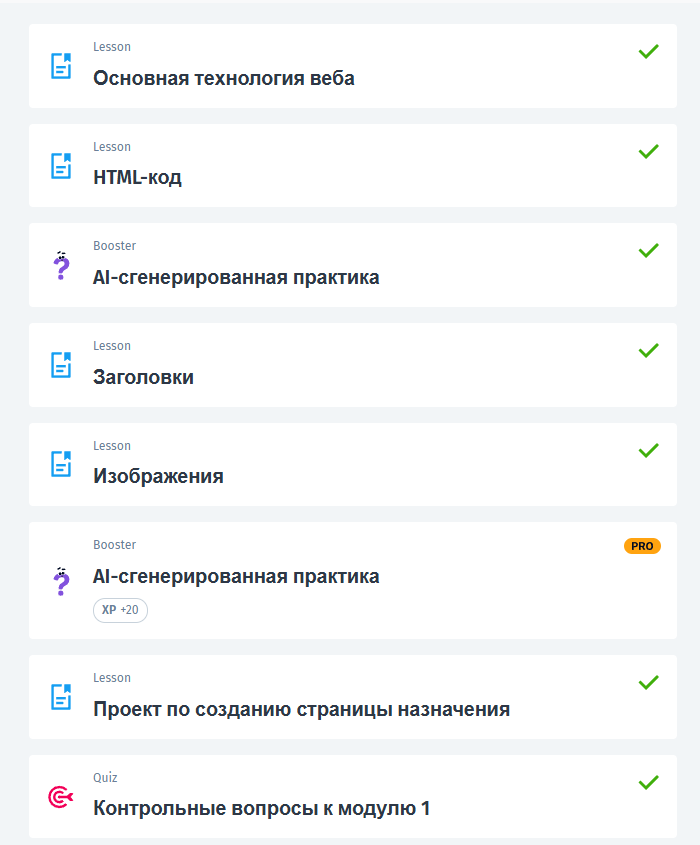 Lesson
Основная технология веба
Lesson
HTML-код
Booster
AI-сгенерированная практика
Lesson
Заголовки
Lesson
Изображения
Booster
PRO
AI-сгенерированная практика
XP +20
Lesson
Проект по созданию страницы назначения
Quiz
Контрольные вопросы к модулю 1